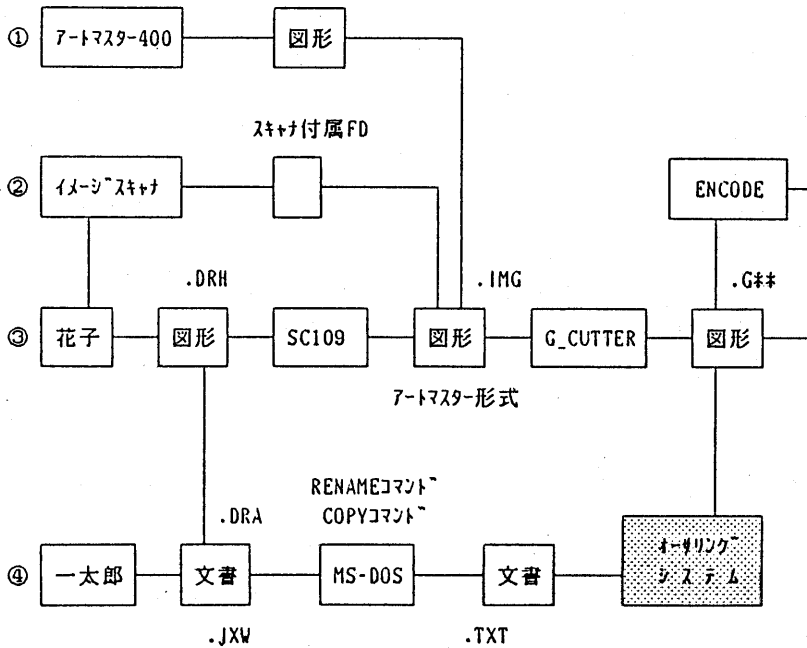 ① ｱｰﾄﾏｽﾀｰ400 図形
ｽｷｬﾅ付属FD
② ｲﾒｰｼﾞｽｷｬﾅ ENCODE
.DRH .IMG .G**
③ 花子 図形 SC109 図形 G_CUTTER 図形
ｱｰﾄﾏｽﾀｰ形式
RENAMEｺﾏﾝﾄﾞ
.DRA COPYｺﾏﾝﾄﾞ
ｵｰｻﾘﾝｸﾞ
④ 一太郎 文書 MS-DOS 文書 ｼｽﾃﾑ
.JXW .TXT